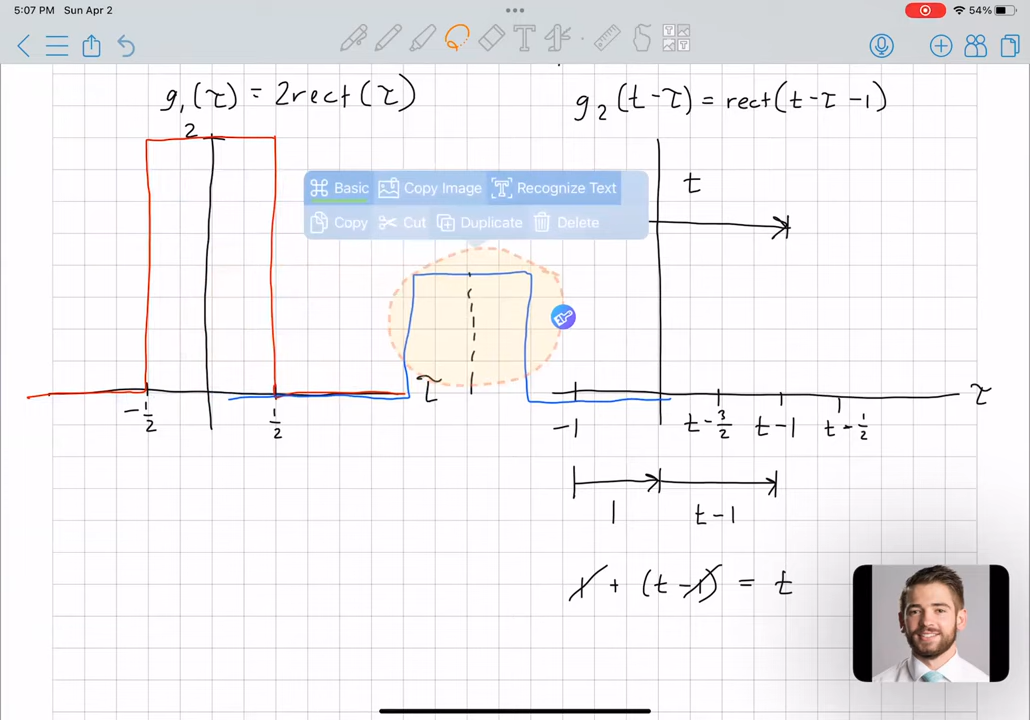 5:07 PM Sun Apr 2 54%
g₁(τ) = 2rect(τ)
g₂(t-τ) = rect(t-τ-1)
2
t
Basic Copy Image Recognize Text
Copy Cut Duplicate Delete
τ
τ
-1/2
1/2
-1
t-3/2
t-1
t-1/2
1
t-1
1 + (t-1) = t